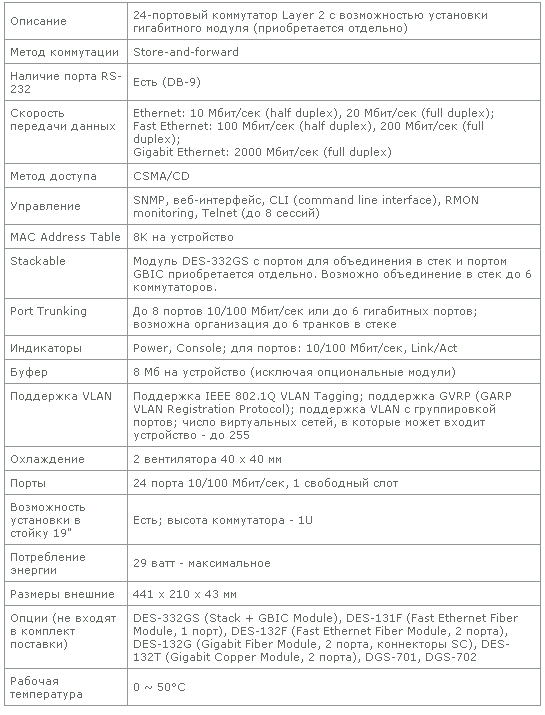 Описание
24-портовый коммутатор Layer 2 с возможностью установки
гигабитного модуля (приобретается отдельно)
Метод коммутации
Store-and-forward
Наличие порта RS-
232
Есть (DB-9)
Скорость
передачи данных
Ethernet: 10 Мбит/сек (half duplex), 20 Мбит/сек (full duplex);
Fast Ethernet: 100 Мбит/сек (half duplex), 200 Мбит/сек (full
duplex);
Gigabit Ethernet: 2000 Мбит/сек (full duplex)
Метод доступа
CSMA/CD
Управление
SNMP, веб-интерфейс, CLI (command line interface), RMON
monitoring, Telnet (до 8 сессий)
MAC Address Table
8K на устройство
Stackable
Модуль DES-332GS с портом для объединения в стек и портом
GBIC приобретается отдельно. Возможно объединение в стек до 6
коммутаторов.
Port Trunking
До 8 портов 10/100 Мбит/сек или до 6 гигабитных портов;
возможна организация до 6 транков в стеке
Индикаторы
Power, Console; для портов: 10/100 Мбит/сек, Link/Act
Буфер
8 Мб на устройство (исключая опциональные модули)
Поддержка VLAN
Поддержка IEEE 802.1Q VLAN Tagging; поддержка GVRP (GARP
VLAN Registration Protocol); поддержка VLAN с группировкой
портов; число виртуальных сетей, в которые может входит
устройство - до 255
Охлаждение
2 вентилятора 40 x 40 мм
Порты
24 порта 10/100 Мбит/сек, 1 свободный слот
Возможность
установки в
стойку 19"
Есть; высота коммутатора - 1U
Потребление
энергии
29 ватт - максимальное
Размеры внешние
441 x 210 x 43 мм
Опции (не входят
в комплект
поставки)
DES-332GS (Stack + GBIC Module), DES-131F (Fast Ethernet Fiber
Module, 1 порт), DES-132F (Fast Ethernet Fiber Module, 2 порта),
DES-132G (Gigabit Fiber Module, 2 порта, коннекторы SC), DES-
132T (Gigabit Copper Module, 2 порта), DGS-701, DGS-702
Рабочая
температура
0 ~ 50°C